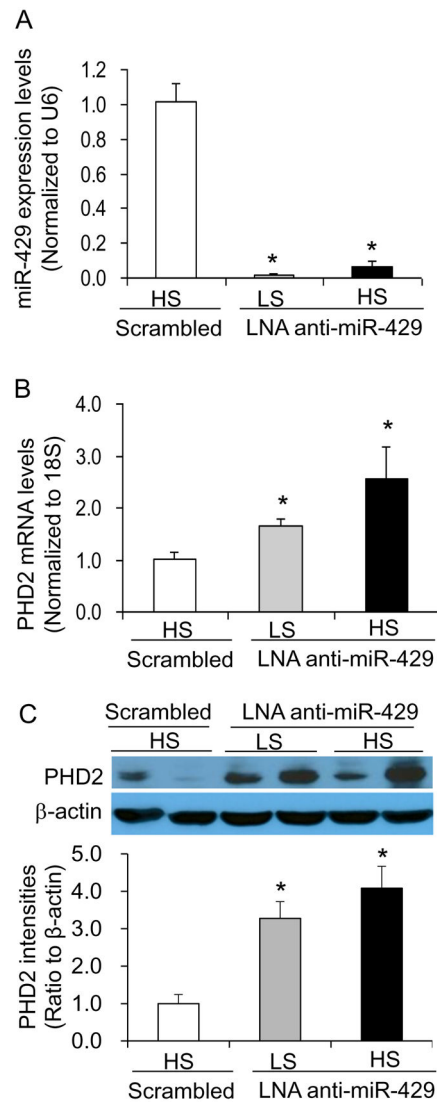 A
miR-429 expression levels
(Normalized to U6)
1.2
1.0
0.8
0.6
0.4
0.2
0.0
*
*
HS LS HS
Scrambled LNA anti-miR-429
B
PHD2 mRNA levels
(Normalized to 18S)
4.0
3.0
2.0
1.0
0.0
*
*
HS LS HS
Scrambled LNA anti-miR-429
C
Scrambled LNA anti-miR-429
HS LS HS
PHD2
β-actin
PHD2 intensities
(Ratio to β-actin)
5.0
4.0
3.0
2.0
1.0
0.0
*
*
HS LS HS
Scrambled LNA anti-miR-429